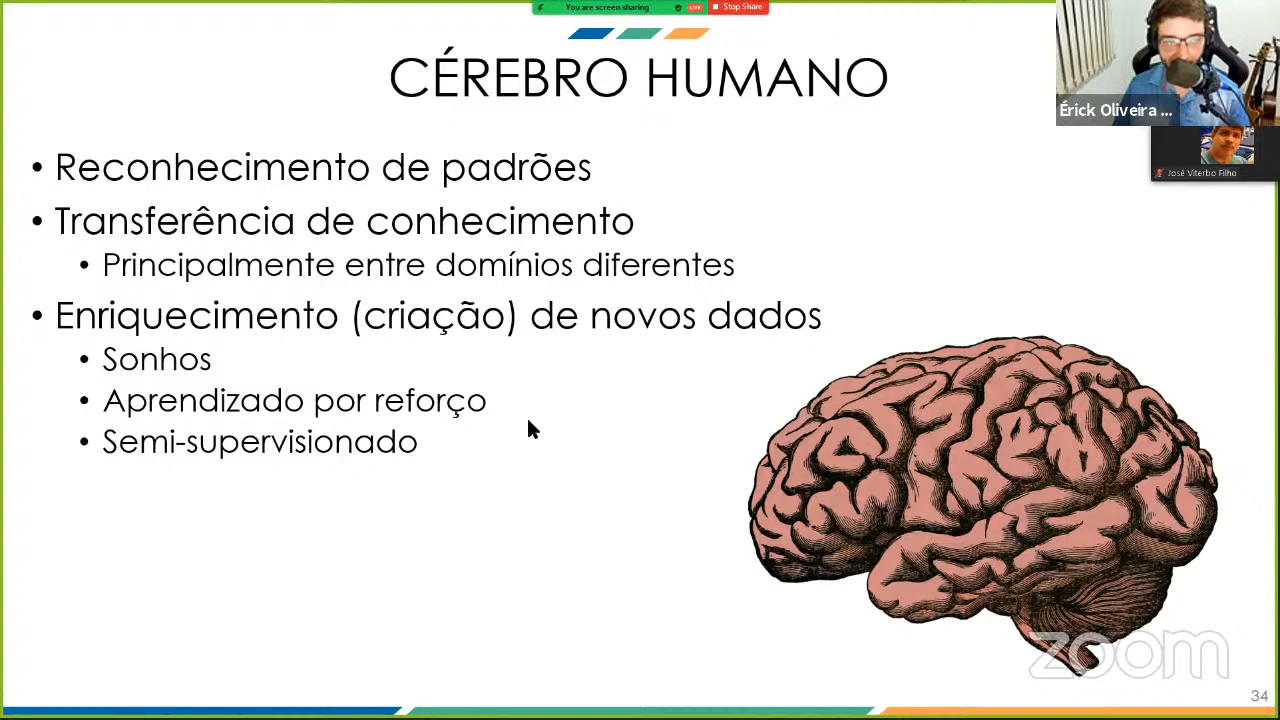 You are screen sharing LIVE Stop Share
CÉREBRO HUMANO
Érick Oliveira ...
José Viterbo Filho
• Reconhecimento de padrões
• Transferência de conhecimento
• Principalmente entre domínios diferentes
• Enriquecimento (criação) de novos dados
• Sonhos
• Aprendizado por reforço
• Semi-supervisionado
zoom
34